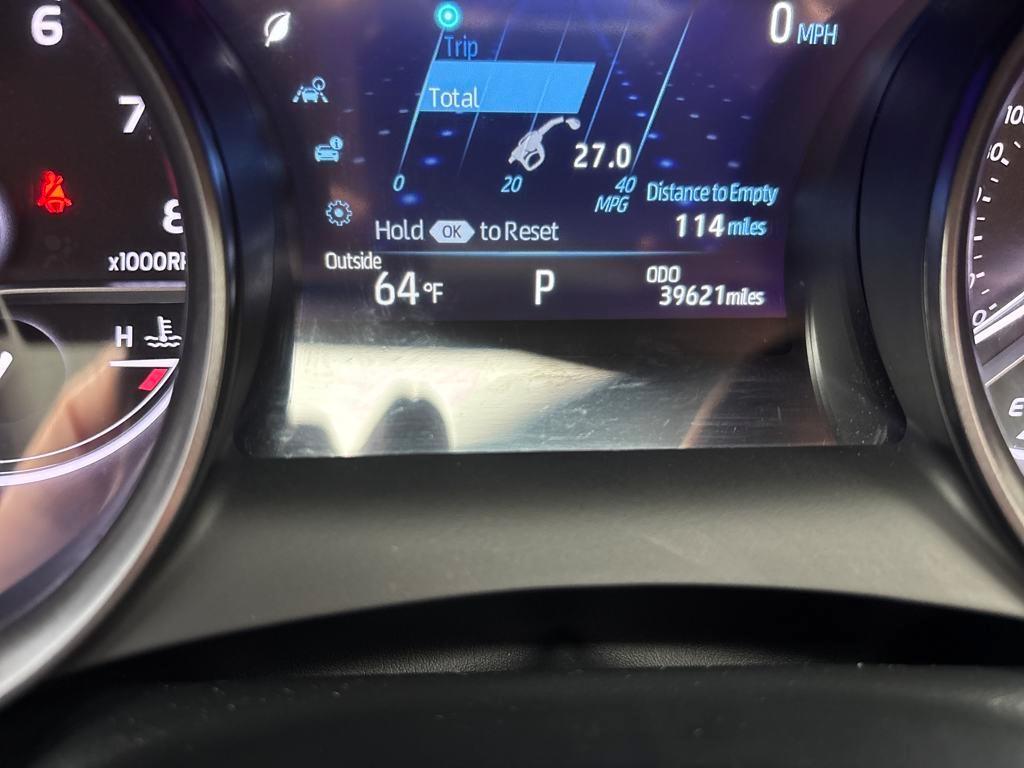 6
7
8
x1000R
H
Trip
Total
0 MPH
27.0
0 20 40
MPG
Distance to Empty
114 miles
Hold OK to Reset
Outside
64 °F
P
ODO
39621 miles
0
E